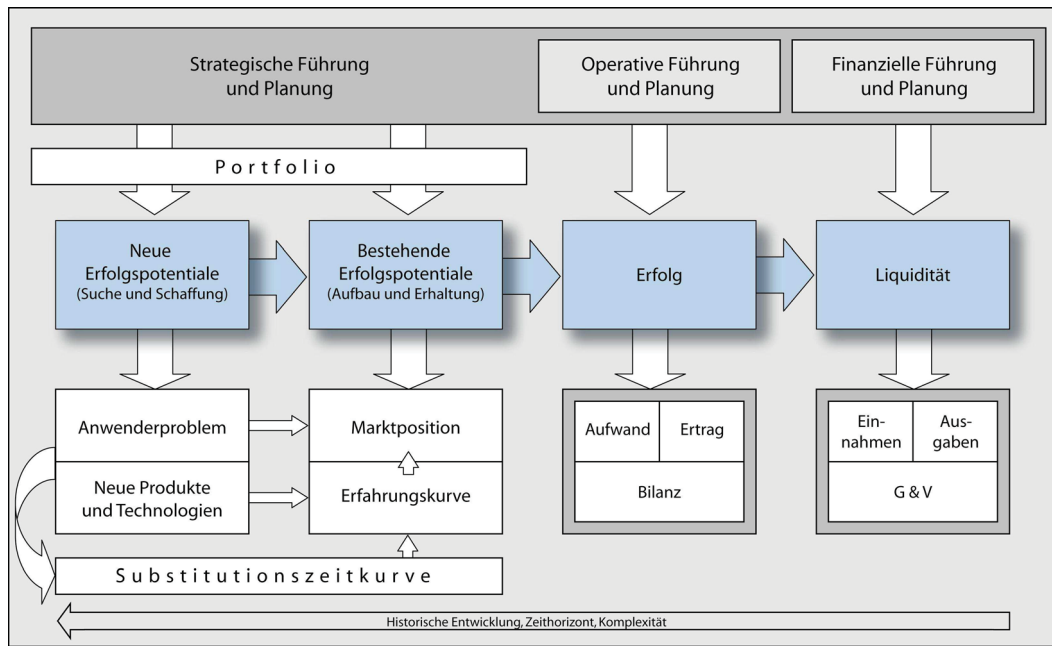 Strategische Führung
und Planung
Operative Führung
und Planung
Finanzielle Führung
und Planung
Portfolio
Neue
Erfolgspotentiale
(Suche und Schaffung)
Bestehende
Erfolgspotentiale
(Aufbau und Erhaltung)
Erfolg
Liquidität
Anwenderproblem
Neue Produkte
und Technologien
Marktposition
Erfahrungskurve
Aufwand
Ertrag
Bilanz
Ein-
nahmen
Aus-
gaben
G & V
Substitutionszeitkurve
Historische Entwicklung, Zeithorizont, Komplexität